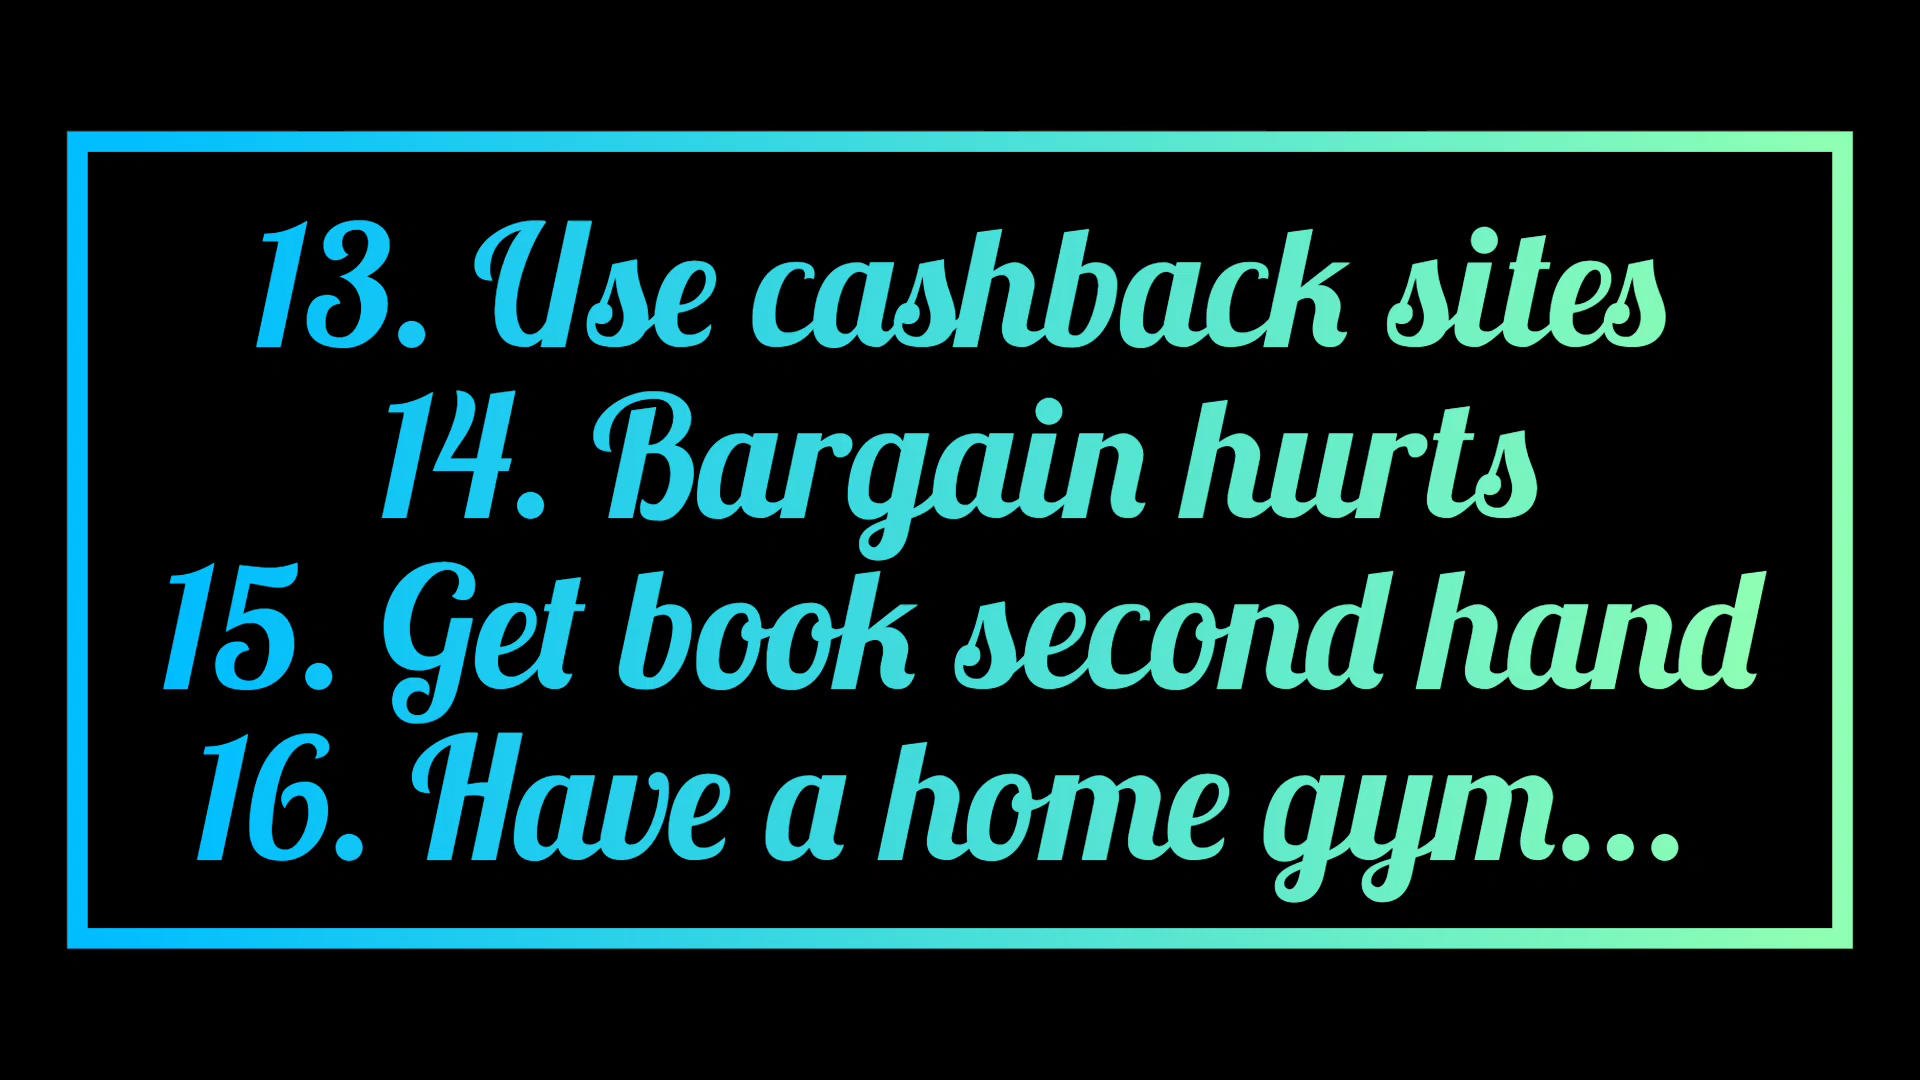 13. Use cashback sites
14. Bargain hurts
15. Get book second hand
16. Have a home gym...